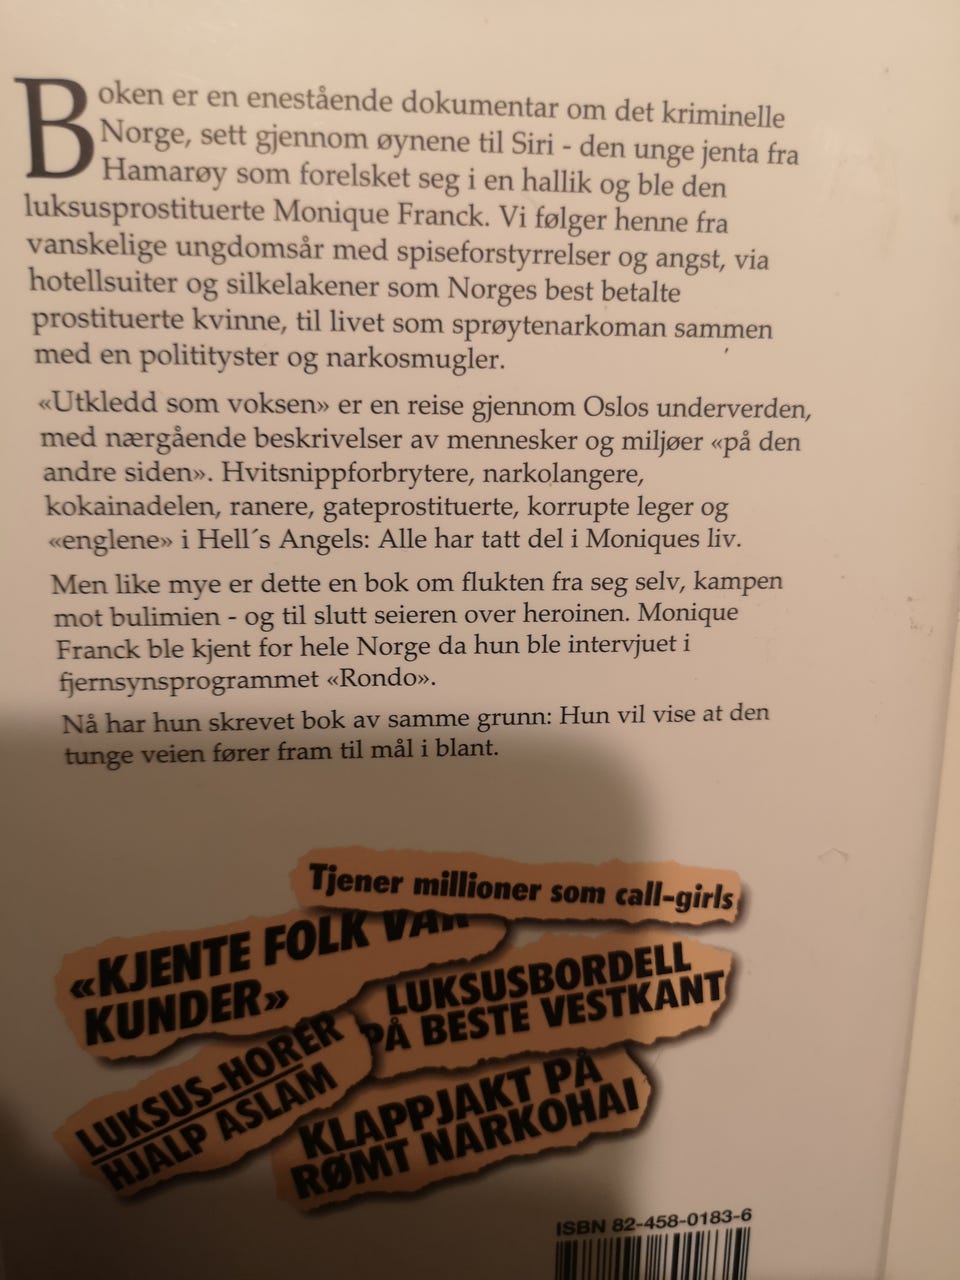 Boken er en enestående dokumentar om det kriminelle
Norge, sett gjennom øynene til Siri - den unge jenta fra
Hamarøy som forelsket seg i en hallik og ble den
luksusprostituerte Monique Franck. Vi følger henne fra
vanskelige ungdomsår med spiseforstyrrelser og angst, via
hotellsuiter og silkelakener som Norges best betalte
prostituerte kvinne, til livet som sprøytenarkoman sammen
med en politityster og narkosmugler.
«Utkledd som voksen» er en reise gjennom Oslos underverden,
med nærgående beskrivelser av mennesker og miljøer «på den
andre siden». Hvitsnippforbrytere, narkolangere,
kokainadelen, ranere, gateprostituerte, korrupte leger og
«englene» i Hell´s Angels: Alle har tatt del i Moniques liv.
Men like mye er dette en bok om flukten fra seg selv, kampen
mot bulimien - og til slutt seieren over heroinen. Monique
Franck ble kjent for hele Norge da hun ble intervjuet i
fjernsynsprogrammet «Rondo».
Nå har hun skrevet bok av samme grunn: Hun vil vise at den
tunge veien fører fram til mål i blant.
Tjener millioner som call-girls
«KJENTE FOLK VAR
KUNDER»
LUKSUSBORDELL
PÅ BESTE VESTKANT
LUKSUS-HORER
HJALP ASLAM
KLAPPJAKT PÅ
RØMT NARKOHAI
ISBN 82-458-0183-6